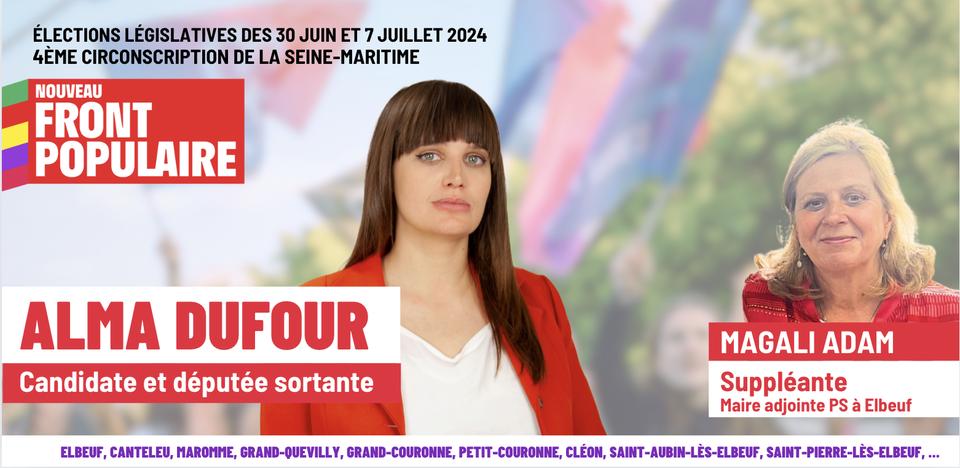 ÉLECTIONS LÉGISLATIVES DES 30 JUIN ET 7 JUILLET 2024
4ÈME CIRCONSCRIPTION DE LA SEINE-MARITIME
NOUVEAU
FRONT
POPULAIRE
ALMA DUFOUR
Candidate et députée sortante
MAGALI ADAM
Suppléante
Maire adjointe PS à Elbeuf
ELBEUF, CANTELEU, MAROMME, GRAND-QUEVILLY, GRAND-COURONNE, PETIT-COURONNE, CLÉON, SAINT-AUBIN-LÈS-ELBEUF, SAINT-PIERRE-LÈS-ELBEUF, ...